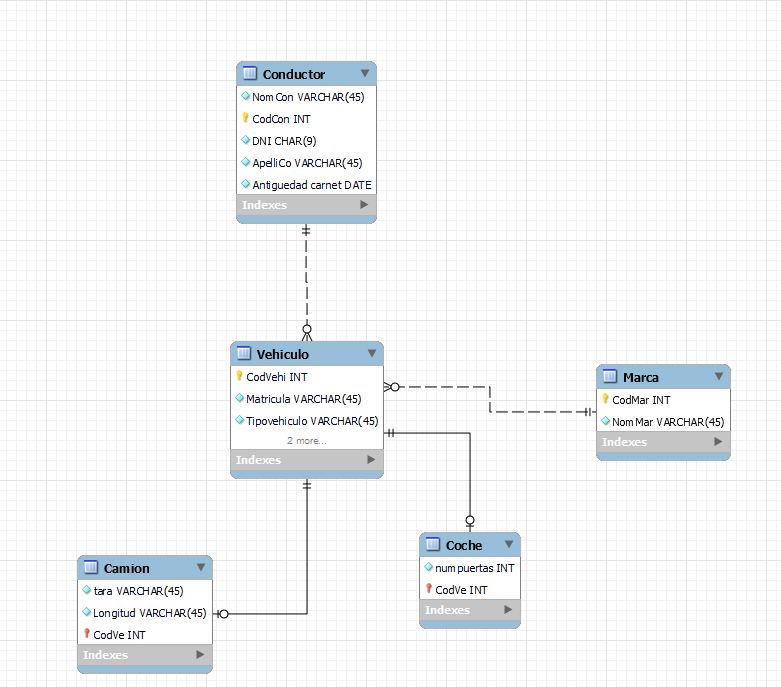 Conductor
NomCon VARCHAR(45)
CodCon INT
DNI CHAR(9)
ApelliCo VARCHAR(45)
Antiguedad carnet DATE
Indexes
Vehiculo
CodVehi INT
Matricula VARCHAR(45)
Tipovehiculo VARCHAR(45)
2 more...
Indexes
Marca
CodMar INT
NomMar VARCHAR(45)
Indexes
Coche
numpuertas INT
CodVe INT
Indexes
Camion
tara VARCHAR(45)
Longitud VARCHAR(45)
CodVe INT
Indexes